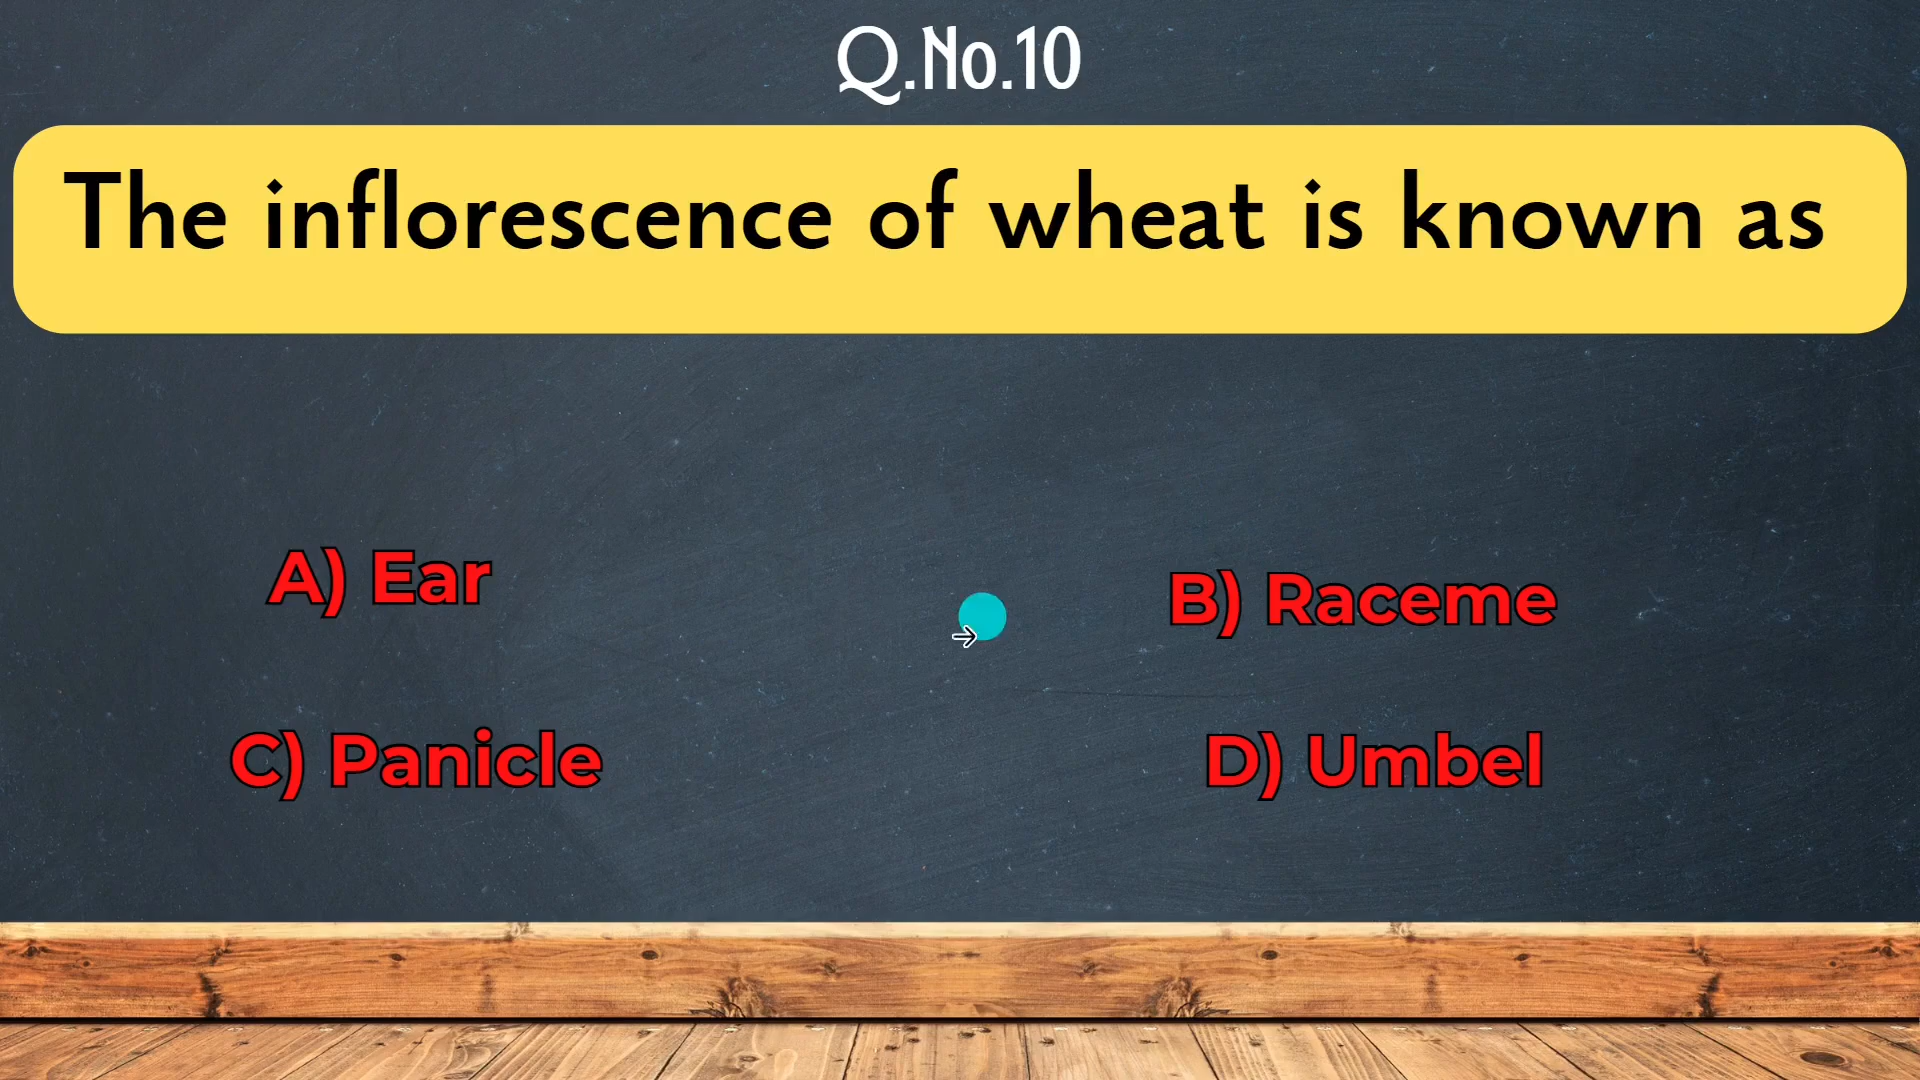 Q.No.10
The inflorescence of wheat is known as
A) Ear
B) Raceme
C) Panicle
D) Umbel